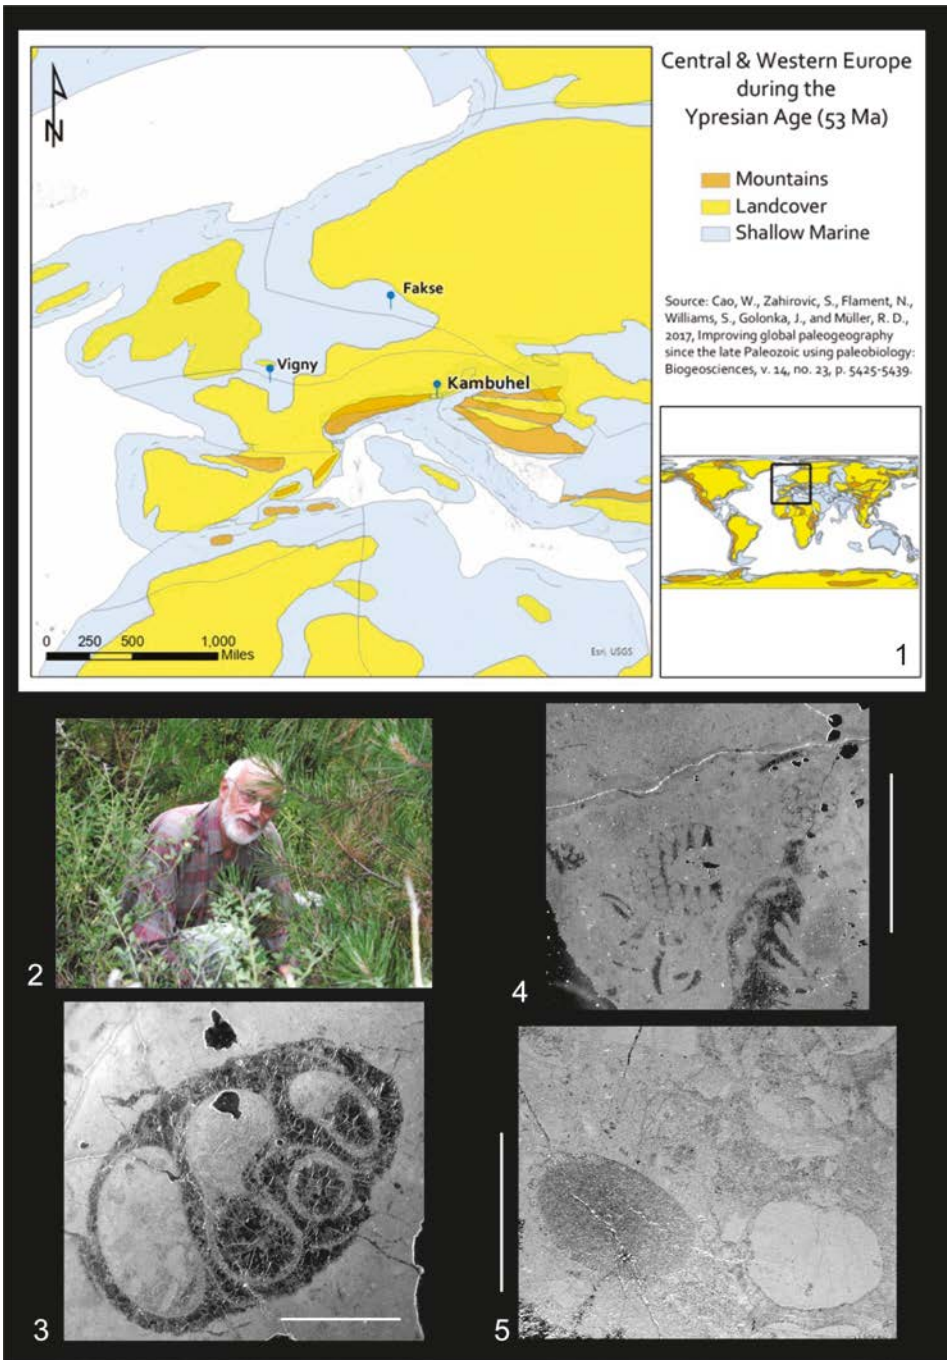 Central & Western Europe
during the
Ypresian Age (53 Ma)
Mountains
Landcover
Shallow Marine
Source: Cao, W., Zahirovic, S., Flament, N.,
Williams, S., Golonka, J., and Müller, R. D.,
2017, Improving global paleogeography
since the late Paleozoic using paleobiology:
Biogeosciences, v. 14, no. 23, p. 5425-5439.
N
Fakse
Vigny
Kambuhel
0 250 500 1,000
Miles
Esri, USGS
1
2
4
3
5